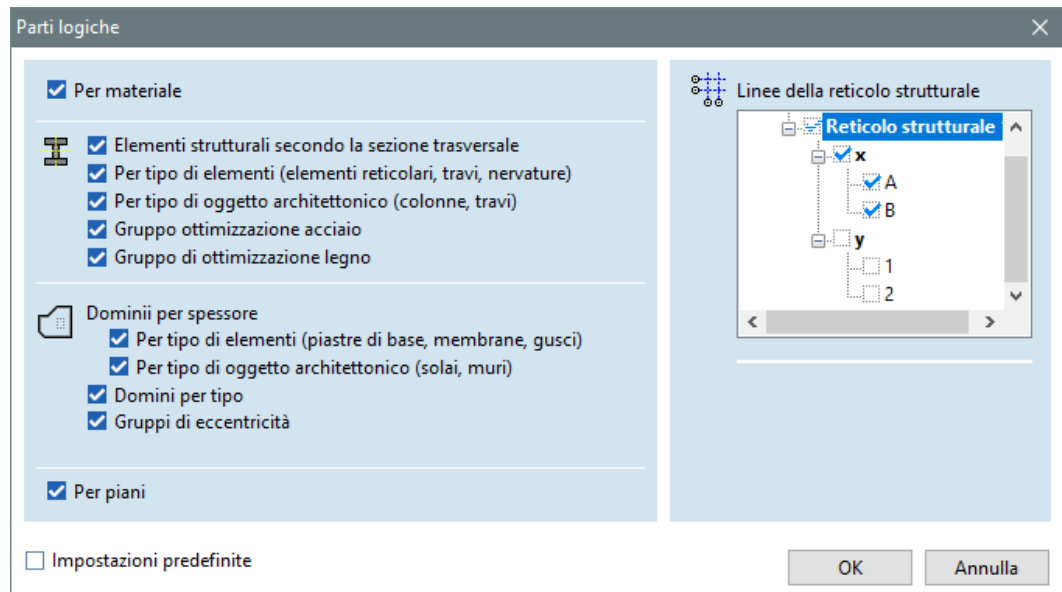 Parti logiche
Per materiale
Elementi strutturali secondo la sezione trasversale
Per tipo di elementi (elementi reticolari, travi, nervature)
Per tipo di oggetto architettonico (colonne, travi)
Gruppo ottimizzazione acciaio
Gruppo di ottimizzazione legno
Dominii per spessore
Per tipo di elementi (piastre di base, membrane, gusci)
Per tipo di oggetto architettonico (solai, muri)
Domini per tipo
Gruppi di eccentricità
Per piani
Linee della reticolo strutturale
Reticolo strutturale
x
A
B
y
1
2
Impostazioni predefinite
OK
Annulla